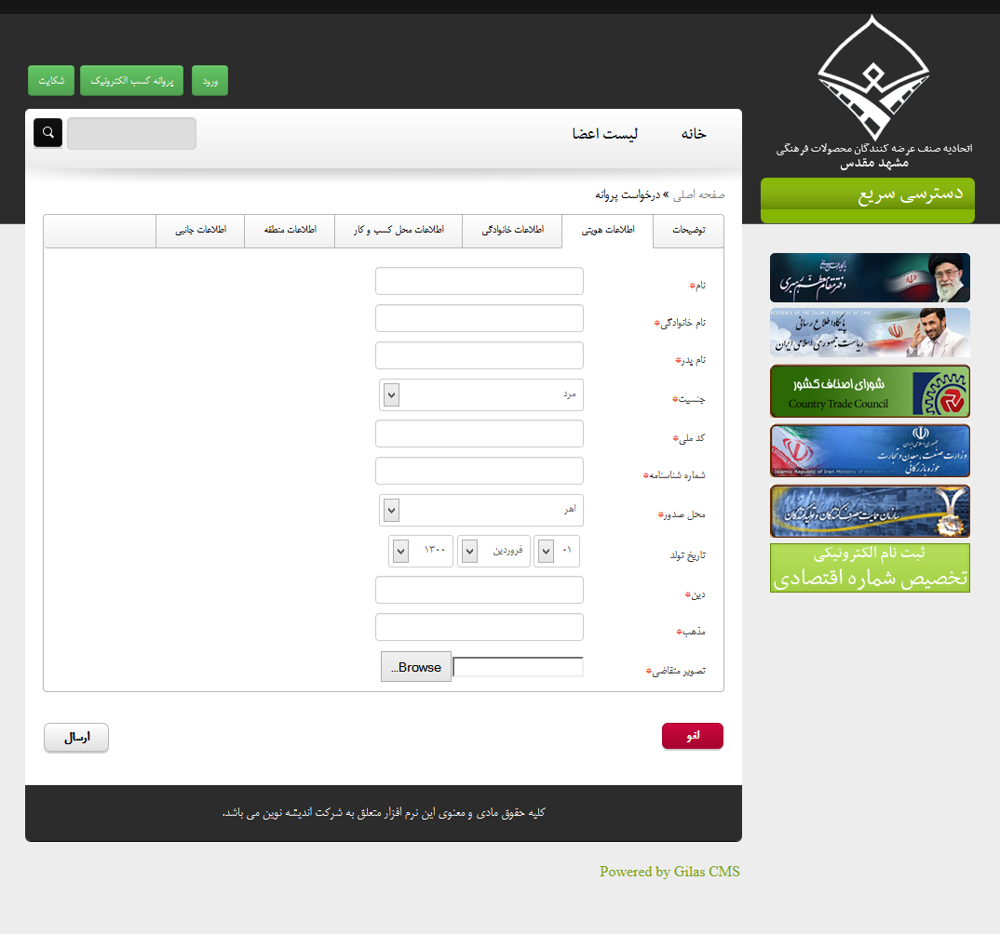 اتحادیه صنف عرضه کنندگان محصولات فرهنگی
مشهد مقدس
ورود
پروانه کسب الکترونیک
شکایت
خانه
لیست اعضا
دسترسی سریع
صفحه اصلی » درخواست پروانه
توضیحات
اطلاعات هویتی
اطلاعات خانوادگی
اطلاعات محل کسب و کار
اطلاعات منطقه
اطلاعات جانبی
نام*
نام خانوادگی*
نام پدر*
جنسیت*
مرد
کد ملی*
شماره شناسنامه*
محل صدور*
اهر
تاریخ تولد
۰۱
فروردین
۱۳۰۰
دین*
مذهب*
تصویر متقاضی*
Browse...
لغو
ارسال
دفتر مقام معظم رهبری
پایگاه اطلاع رسانی
ریاست جمهوری اسلامی ایران
شورای اصناف کشور
Country Trade Council
جمهوری اسلامی ایران
وزارت صنعت، معدن و تجارت
حوزه بازرگانی
Islamic Republic of Iran Ministry of
سازمان حمایت مصرف کنندگان و تولیدکنندگان
ثبت نام الکترونیکی
تخصیص شماره اقتصادی
کلیه حقوق مادی و معنوی این نرم افزار متعلق به شرکت اندیشه نوین می باشد.
Powered by Gilas CMS